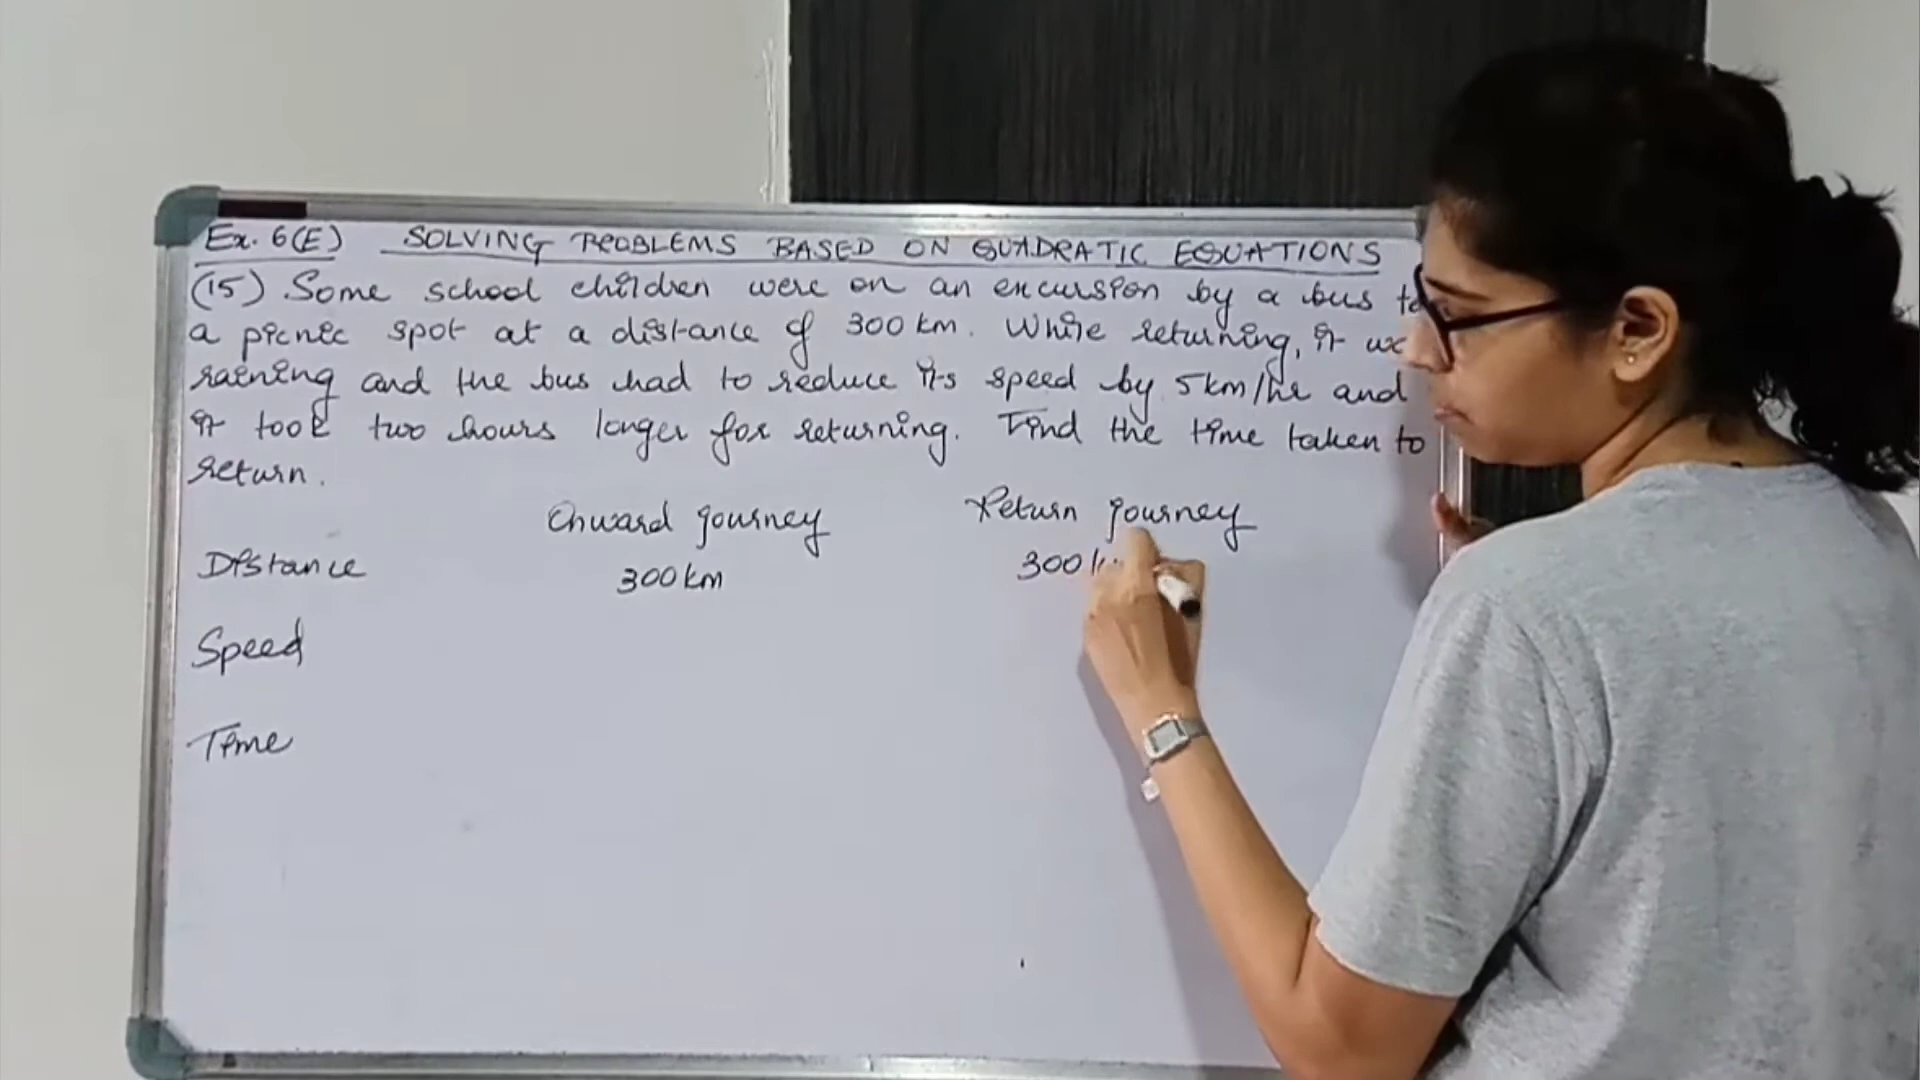 Ex. 6(E) SOLVING PROBLEMS BASED ON QUADRATIC EQUATIONS
(15) Some school children were on an excursion by a bus to
a picnic spot at a distance of 300 km. While returning, it
raining and the bus had to reduce its speed by 5 km/hr and
it took two hours longer for returning. Find the time taken to
return.
Onward journey Return journey
Distance 300 km 300
Speed
Time